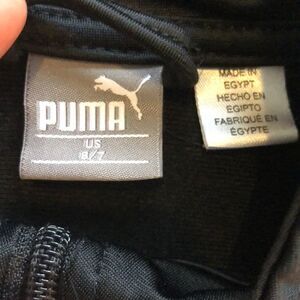 PUMA
US
6/7
MADE IN
EGYPT
HECHO EN
EGIPTO
FABRIQUÉ EN
ÉGYPTE